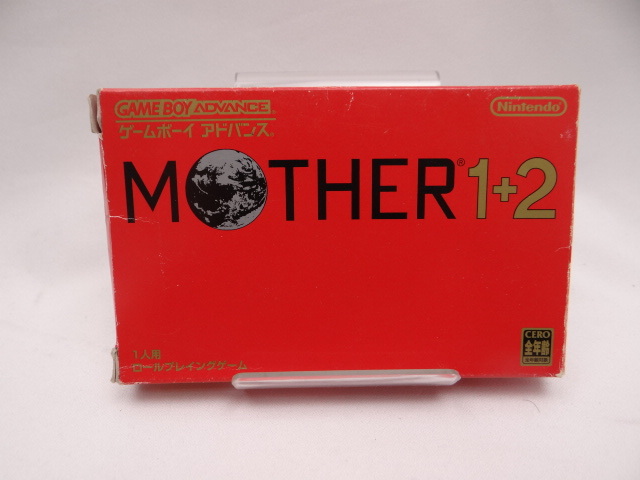 GAME BOY ADVANCE
Nintendo
ゲームボーイ アドバンス
MOTHER® 1+2
CERO
全年齢
1人用
ロールプレイングゲーム